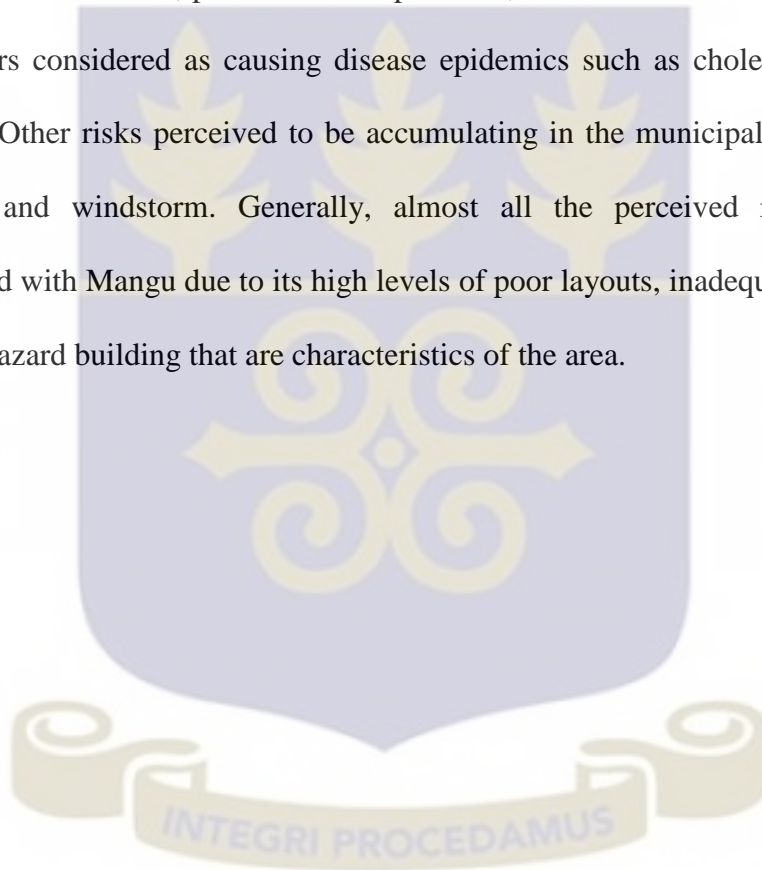 rs considered as causing disease epidemics such as chole
Other risks perceived to be accumulating in the municipal
and windstorm. Generally, almost all the perceived
d with Mangu due to its high levels of poor layouts, inadequ
azard building that are characteristics of the area.
INTEGRI PROCEDAMUS